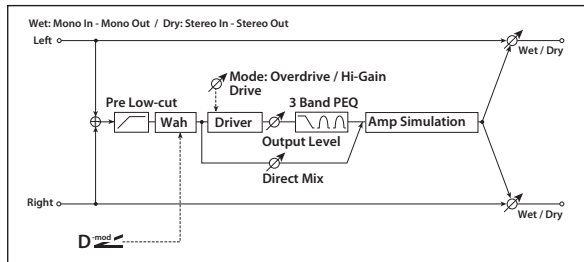 Wet: Mono In - Mono Out / Dry: Stereo In - Stereo Out
Left
Wet / Dry
Mode: Overdrive / Hi-Gain
Drive
Pre Low-cut
3 Band PEQ
Wah
Driver
Amp Simulation
Output Level
Direct Mix
Right
Wet / Dry
D-mod